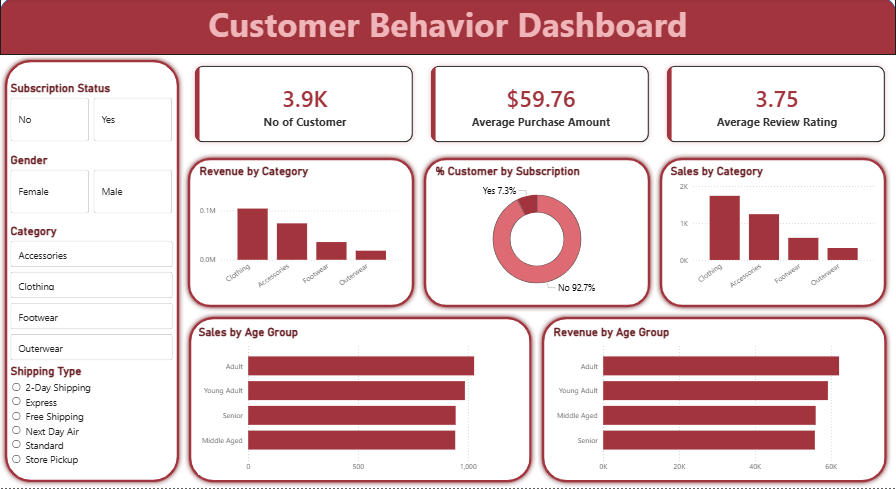 Customer Behavior Dashboard
Subscription Status
No
Yes
Gender
Female
Male
Category
Accessories
Clothing
Footwear
Outerwear
Shipping Type
2-Day Shipping
Express
Free Shipping
Next Day Air
Standard
Store Pickup
3.9K
No of Customer
$59.76
Average Purchase Amount
3.75
Average Review Rating
Revenue by Category
0.1M
0.0M
Clothing
Accessories
Footwear
Outerwear
% Customer by Subscription
Yes 7.3%
No 92.7%
Sales by Category
2K
1K
0K
Clothing
Accessories
Footwear
Outerwear
Sales by Age Group
Adult
Young Adult
Senior
Middle Aged
0
500
1,000
Revenue by Age Group
Adult
Young Adult
Middle Aged
Senior
0K
20K
40K
60K